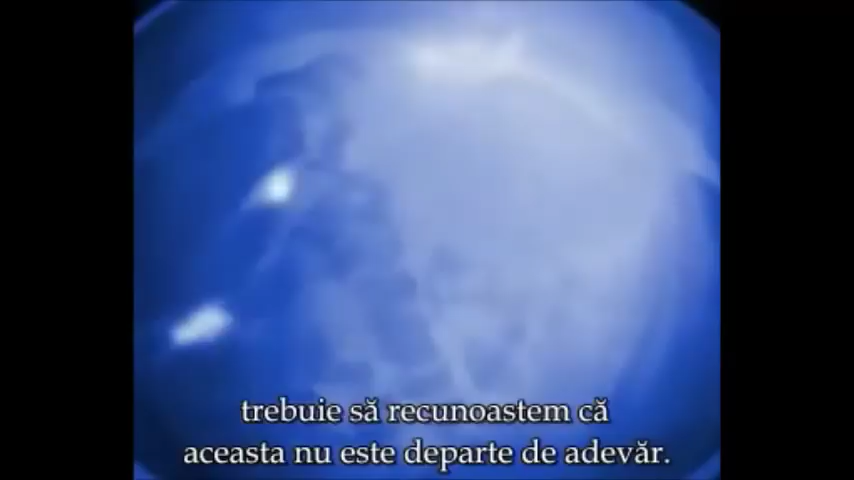 trebuie să recunoastem că
aceasta nu este departe de adevăr.